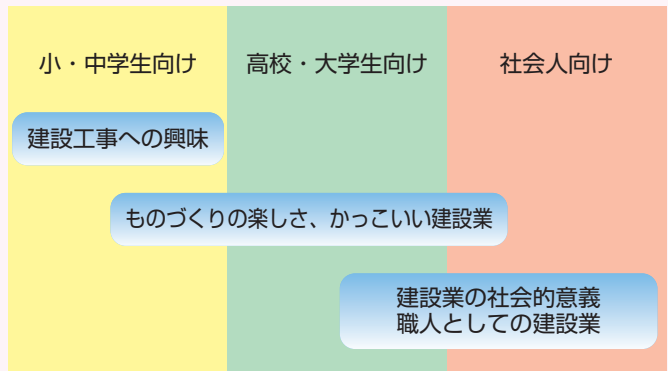 小・中学生向け
高校・大学生向け
社会人向け
建設工事への興味
ものづくりの楽しさ、かっこいい建設業
建設業の社会的意義
職人としての建設業